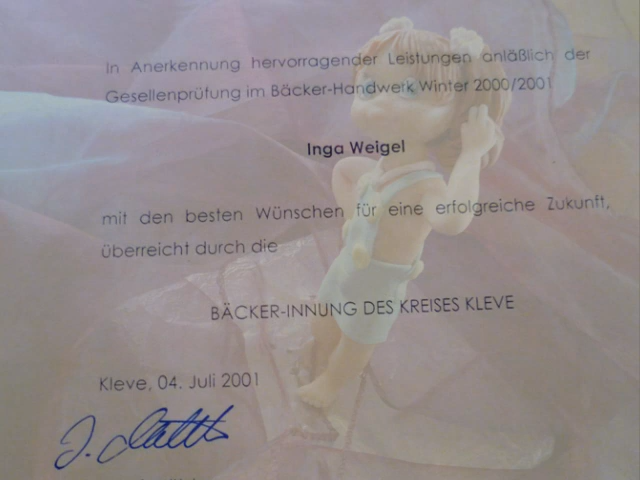 In Anerkennung hervorragender Leistungen anläßlich der
Gesellenprüfung im Bäcker-Handwerk Winter 2000/2001
Inga Weigel
mit den besten Wünschen für eine erfolgreiche Zukunft,
überreicht durch die
BÄCKER-INNUNG DES KREISES KLEVE
Kleve, 04. Juli 2001